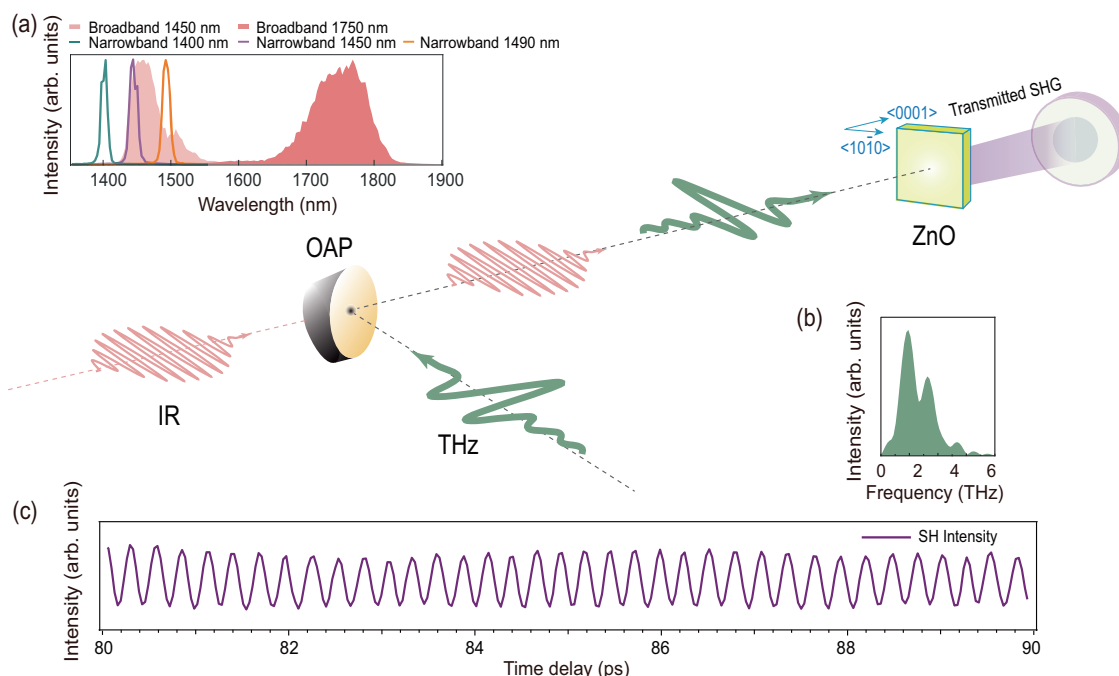 (a)
Broadband 1450 nm Broadband 1750 nm
Narrowband 1400 nm Narrowband 1450 nm Narrowband 1490 nm
Intensity (arb. units)
1400 1500 1600 1700 1800 1900
Wavelength (nm)
Transmitted SHG
<0001>
<101̄0>
ZnO
OAP
IR
THz
(b)
Intensity (arb. units)
0 2 4 6
Frequency (THz)
(c)
Intensity (arb. units)
SH Intensity
80 82 84 86 88 90
Time delay (ps)